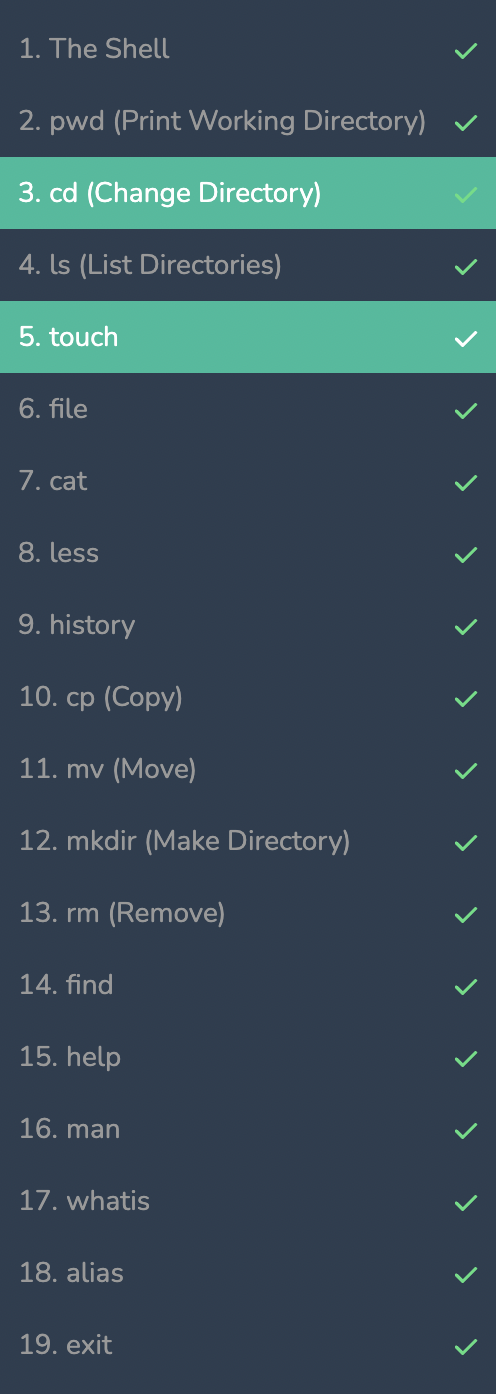 1. The Shell
2. pwd (Print Working Directory)
3. cd (Change Directory)
4. ls (List Directories)
5. touch
6. file
7. cat
8. less
9. history
10. cp (Copy)
11. mv (Move)
12. mkdir (Make Directory)
13. rm (Remove)
14. find
15. help
16. man
17. whatis
18. alias
19. exit